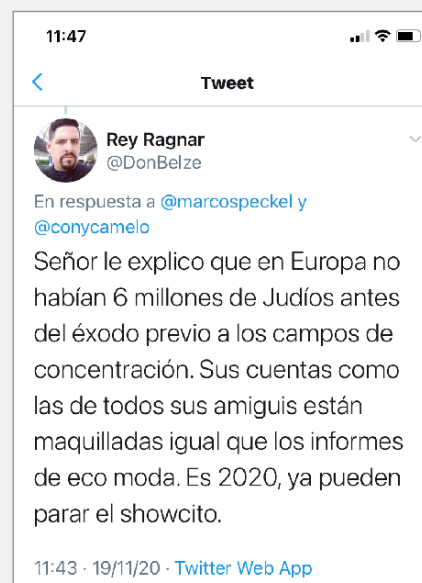 11:47
Tweet
Rey Ragnar
@DonBelze
En respuesta a @marcospeckel y
@conycamelo
Señor le explico que en Europa no
habían 6 millones de Judíos antes
del éxodo previo a los campos de
concentración. Sus cuentas como
las de todos sus amiguis están
maquilladas igual que los informes
de eco moda. Es 2020, ya pueden
parar el showcito.
11:43 · 19/11/20 · Twitter Web App